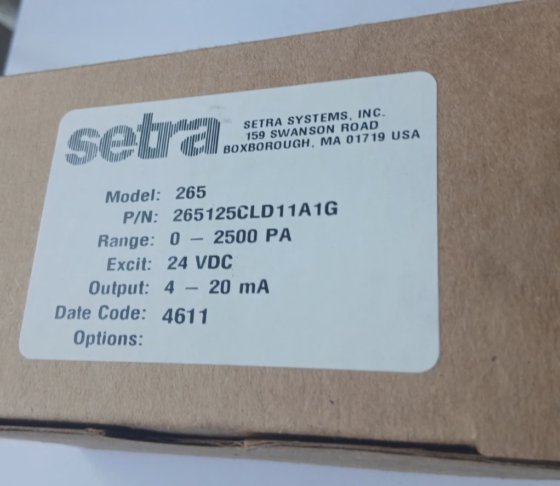 setra
SETRA SYSTEMS, INC.
159 SWANSON ROAD
BOXBOROUGH, MA 01719 USA
Model: 265
P/N: 265125CLD11A1G
Range: 0 – 2500 PA
Excit: 24 VDC
Output: 4 – 20 mA
Date Code: 4611
Options: